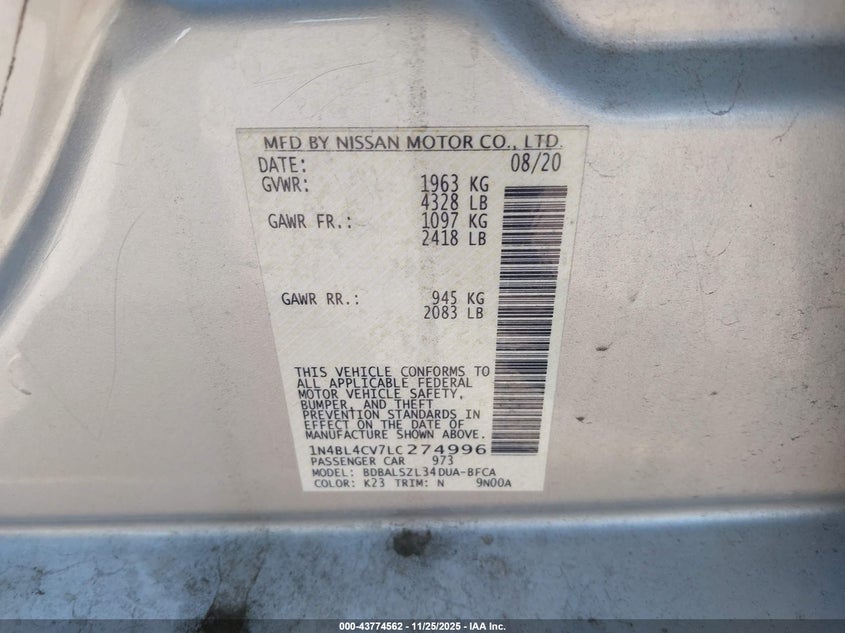 MFD BY NISSAN MOTOR CO., LTD.
DATE: 08/20
GVWR: 1963 KG
4328 LB
GAWR FR.: 1097 KG
2418 LB
GAWR RR.: 945 KG
2083 LB
THIS VEHICLE CONFORMS TO
ALL APPLICABLE FEDERAL
MOTOR VEHICLE SAFETY,
BUMPER, AND THEFT
PREVENTION STANDARDS IN
EFFECT ON THE DATE OF
MANUFACTURE SHOWN ABOVE.
1N4BL4CV7LC274996
PASSENGER CAR 973
MODEL: BDBALSZL34DUA-BFCA
COLOR: K23 TRIM: N 9N00A
000-43774562 - 11/25/2025 - IAA Inc.